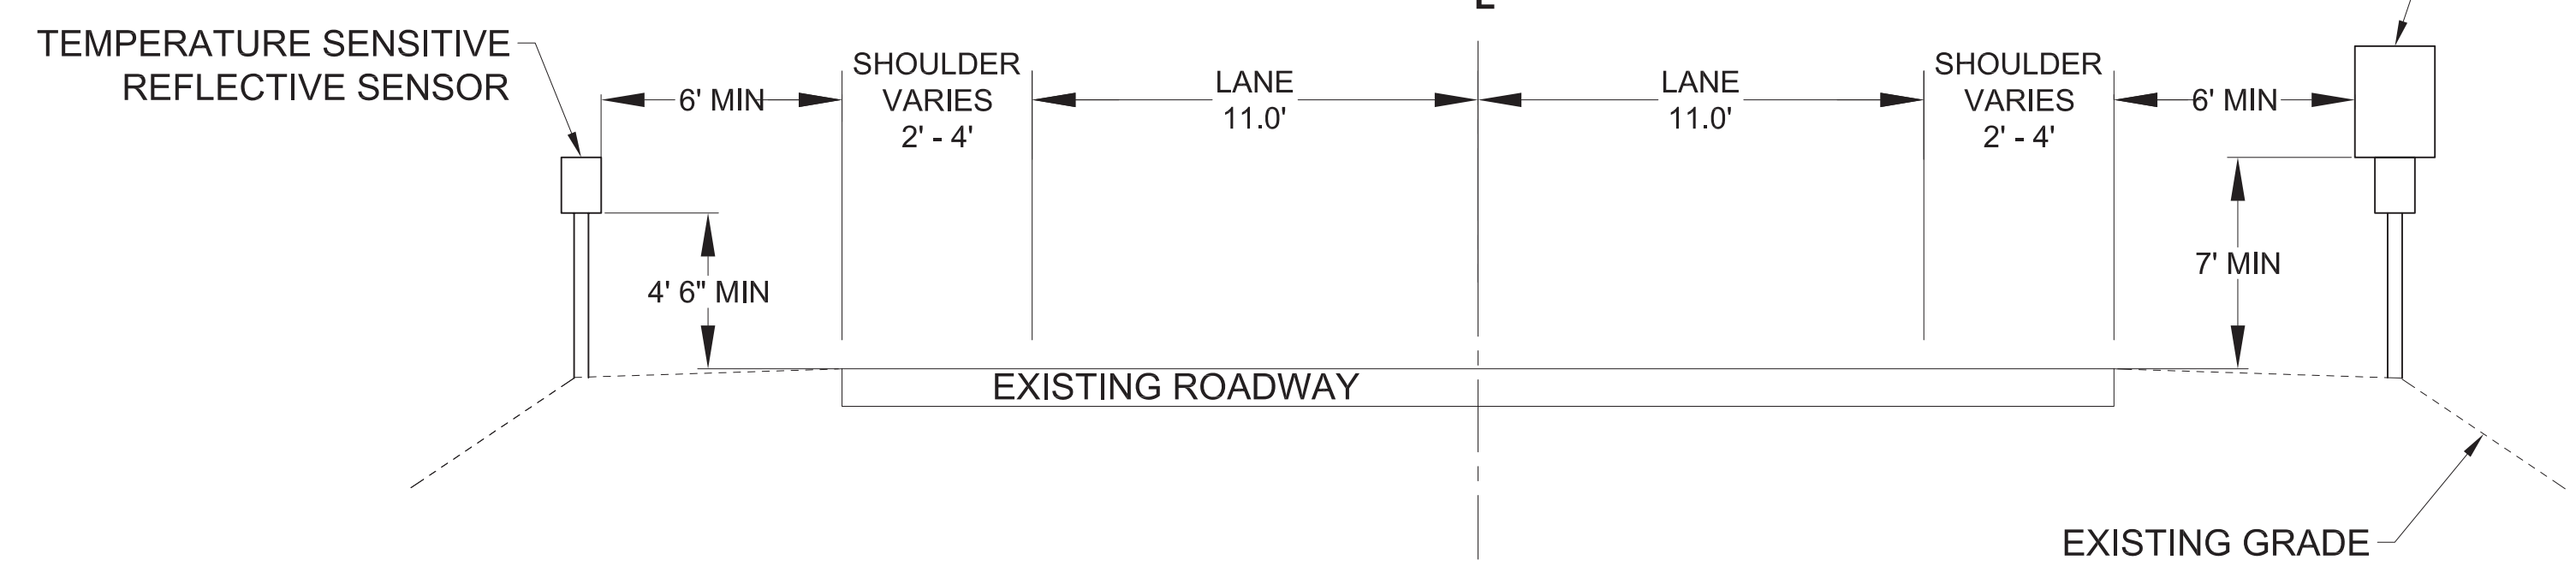 L
TEMPERATURE SENSITIVE
REFLECTIVE SENSOR
6' MIN
SHOULDER
VARIES
2' - 4'
LANE
11.0'
LANE
11.0'
SHOULDER
VARIES
2' - 4'
6' MIN
4' 6" MIN
7' MIN
EXISTING ROADWAY
EXISTING GRADE